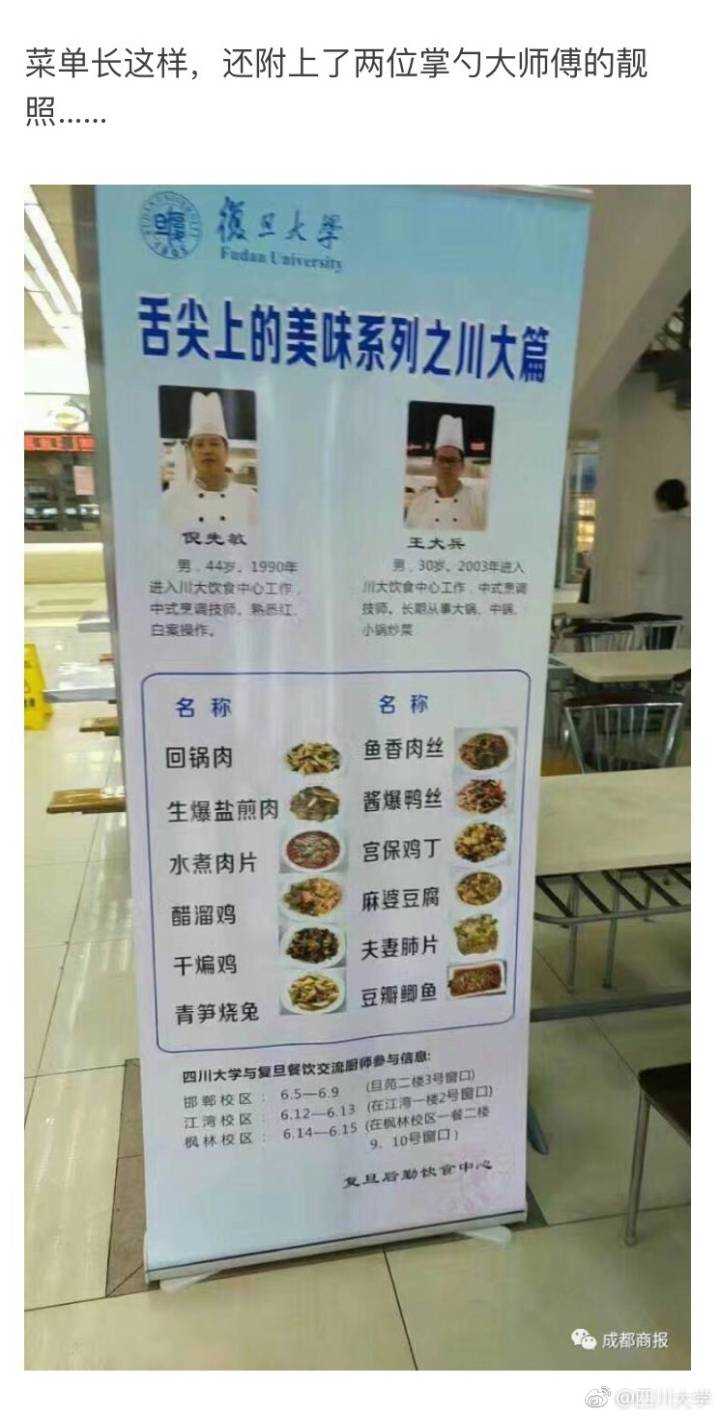 菜单长这样，还附上了两位掌勺大师傅的靓
照……
復旦大學
Fudan University
舌尖上的美味系列之川大篇
倪先敏
男，44岁。1990年
进入川大饮食中心工作，
中式烹调技师。熟悉红、
白案操作。
王大兵
男，30岁。2003年进入
川大饮食中心工作，中式烹调
技师。长期从事大锅、中锅、
小锅炒菜
名 称
回锅肉
生爆盐煎肉
水煮肉片
醋溜鸡
干煸鸡
青笋烧兔
名 称
鱼香肉丝
酱爆鸭丝
宫保鸡丁
麻婆豆腐
夫妻肺片
豆瓣鲫鱼
四川大学与复旦餐饮交流厨师参与信息:
邯郸校区： 6.5—6.9 (旦苑二楼3号窗口)
江湾校区： 6.12—6.13 (在江湾一楼2号窗口)
枫林校区： 6.14—6.15 (在枫林校区一餐二楼
9、10号窗口)
复旦后勤饮食中心
成都商报
@四川大学